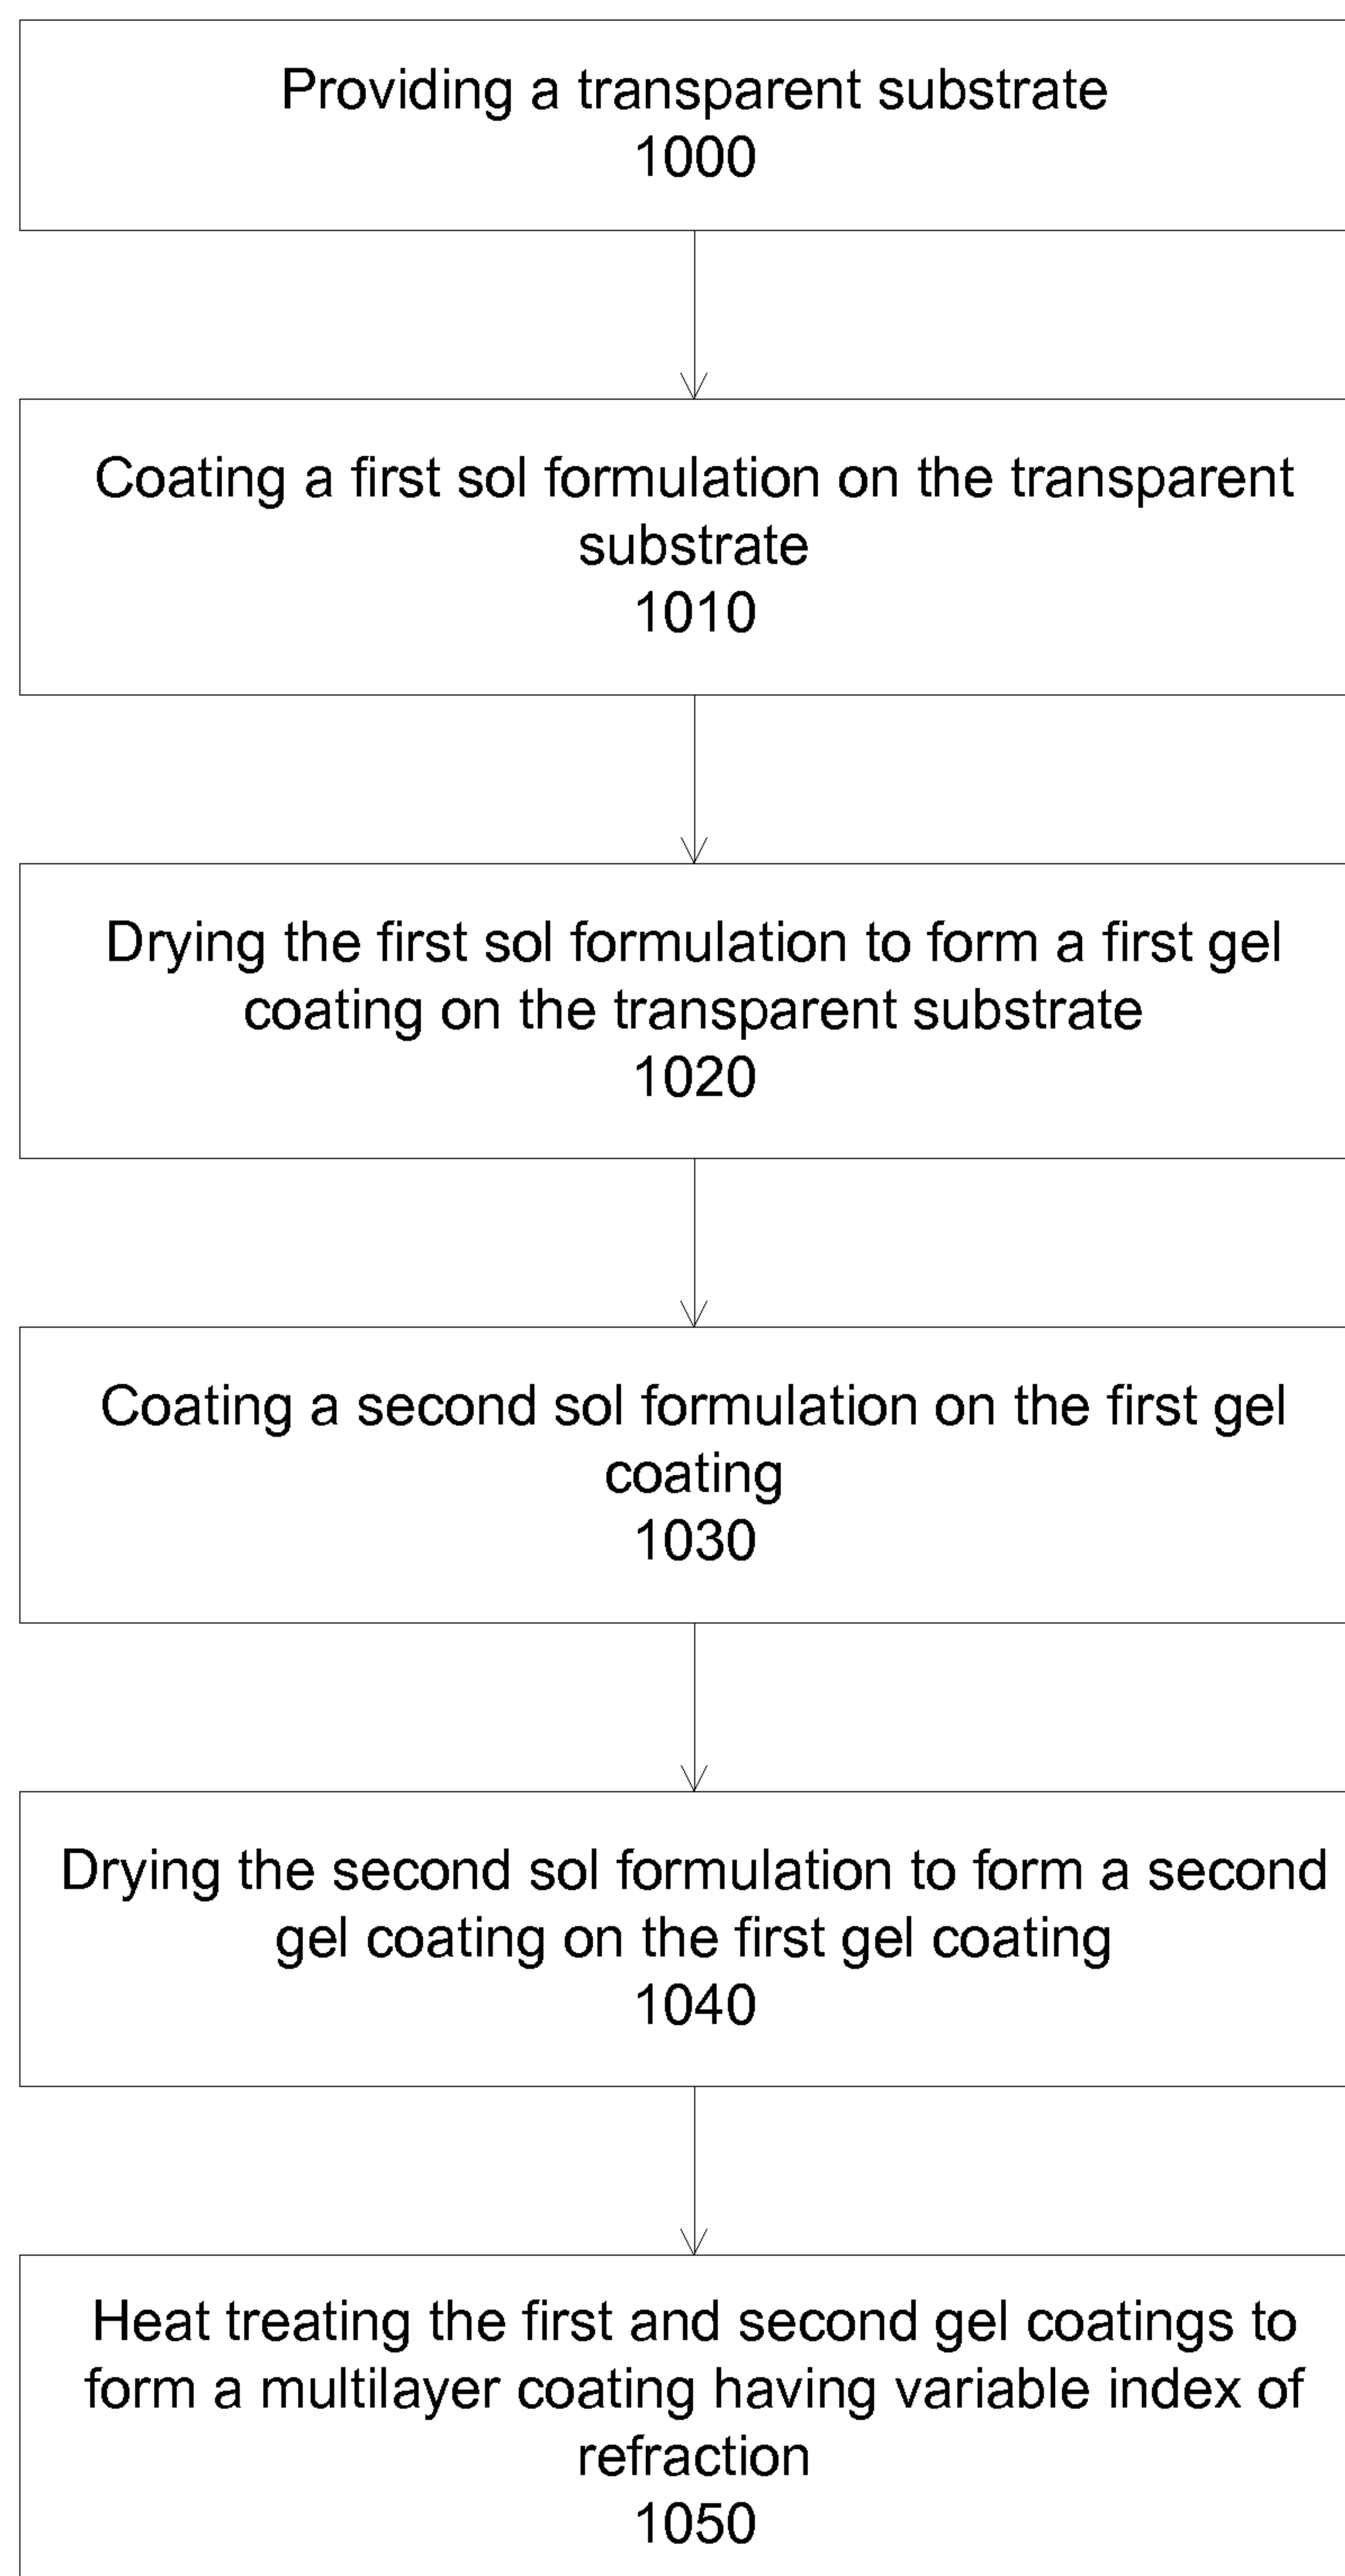 Providing a transparent substrate
1000
Coating a first sol formulation on the transparent
substrate
1010
Drying the first sol formulation to form a first gel
coating on the transparent substrate
1020
Coating a second sol formulation on the first gel
coating
1030
Drying the second sol formulation to form a second
gel coating on the first gel coating
1040
Heat treating the first and second gel coatings to
form a multilayer coating having variable index of
refraction
1050